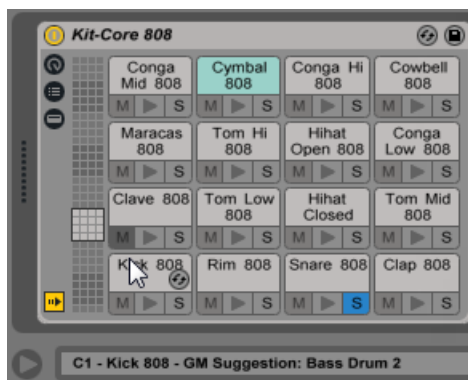 Kit-Core 808
Conga
Mid 808
Cymbal
808
Conga Hi
808
Cowbell
808
M S M S M S M S
Maracas
808
Tom Hi
808
Hihat
Open 808
Conga
Low 808
M S M S M S M S
Clave 808
Tom Low
808
Hihat
Closed
Tom Mid
808
M S M S M S M S
Kick 808
Rim 808
Snare 808
Clap 808
M S M S M S M S
C1 - Kick 808 - GM Suggestion: Bass Drum 2